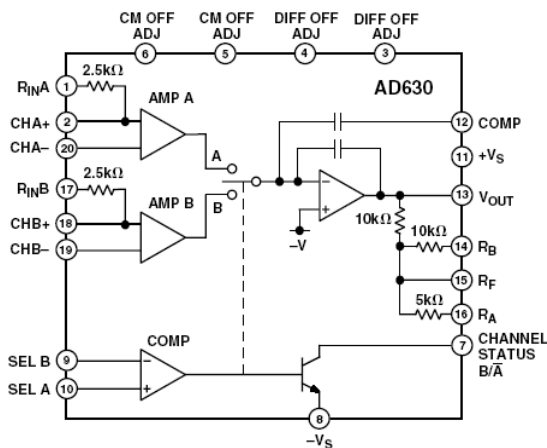 CM OFF ADJ
CM OFF ADJ
DIFF OFF ADJ
DIFF OFF ADJ
6
5
4
3
AD630
RINA
1
2.5kΩ
AMP A
CHA+
2
CHA–
20
A
12
COMP
11
+VS
RINB
17
2.5kΩ
AMP B
B
–
+
13
VOUT
CHB+
18
–V
10kΩ
10kΩ
14
RB
CHB–
19
15
RF
5kΩ
16
RA
COMP
7
CHANNEL
STATUS
B/A̅
SEL B
9
–
SEL A
10
+
8
–VS